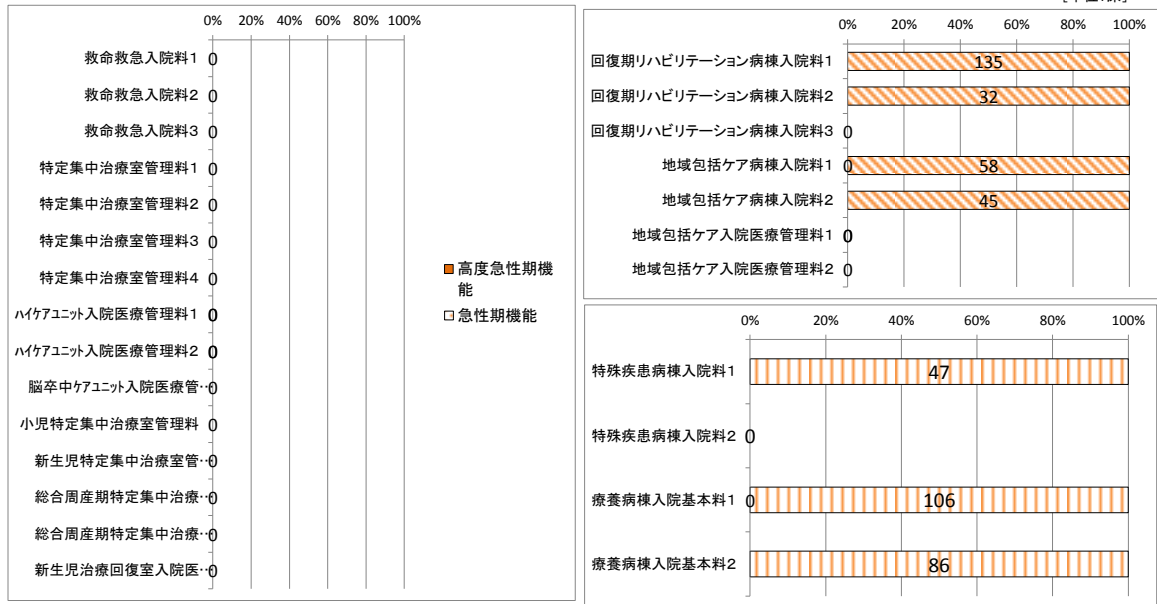 0% 20% 40% 60% 80% 100%
救命救急入院料1 0
救命救急入院料2 0
救命救急入院料3 0
特定集中治療室管理料1 0
特定集中治療室管理料2 0
特定集中治療室管理料3 0
特定集中治療室管理料4 0
ハイケアユニット入院医療管理料1 0
ハイケアユニット入院医療管理料2 0
脳卒中ケアユニット入院医療管… 0
小児特定集中治療室管理料 0
新生児特定集中治療室管… 0
総合周産期特定集中治療… 0
総合周産期特定集中治療… 0
新生児治療回復室入院医… 0
高度急性期機
能
急性期機能
0% 20% 40% 60% 80% 100%
回復期リハビリテーション病棟入院料1 135
回復期リハビリテーション病棟入院料2 32
回復期リハビリテーション病棟入院料3 0
地域包括ケア病棟入院料1 0 58
地域包括ケア病棟入院料2 45
地域包括ケア入院医療管理料1 0
地域包括ケア入院医療管理料2 0
0% 20% 40% 60% 80% 100%
特殊疾患病棟入院料1 47
特殊疾患病棟入院料2 0
療養病棟入院基本料1 0 106
療養病棟入院基本料2 86